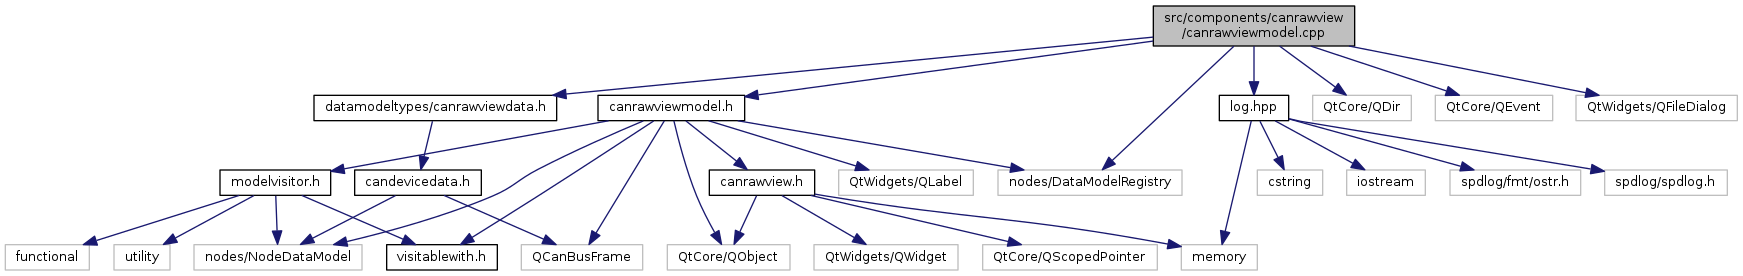 src/components/canrawview
/canrawviewmodel.cpp
datamodeltypes/canrawviewdata.h
canrawviewmodel.h
log.hpp
QtCore/QDir
QtCore/QEvent
QtWidgets/QFileDialog
modelvisitor.h
candevicedata.h
canrawview.h
QtWidgets/QLabel
nodes/DataModelRegistry
cstring
iostream
spdlog/fmt/ostr.h
spdlog/spdlog.h
functional
utility
nodes/NodeDataModel
visitablewith.h
QCanBusFrame
QtCore/QObject
QtWidgets/QWidget
QtCore/QScopedPointer
memory